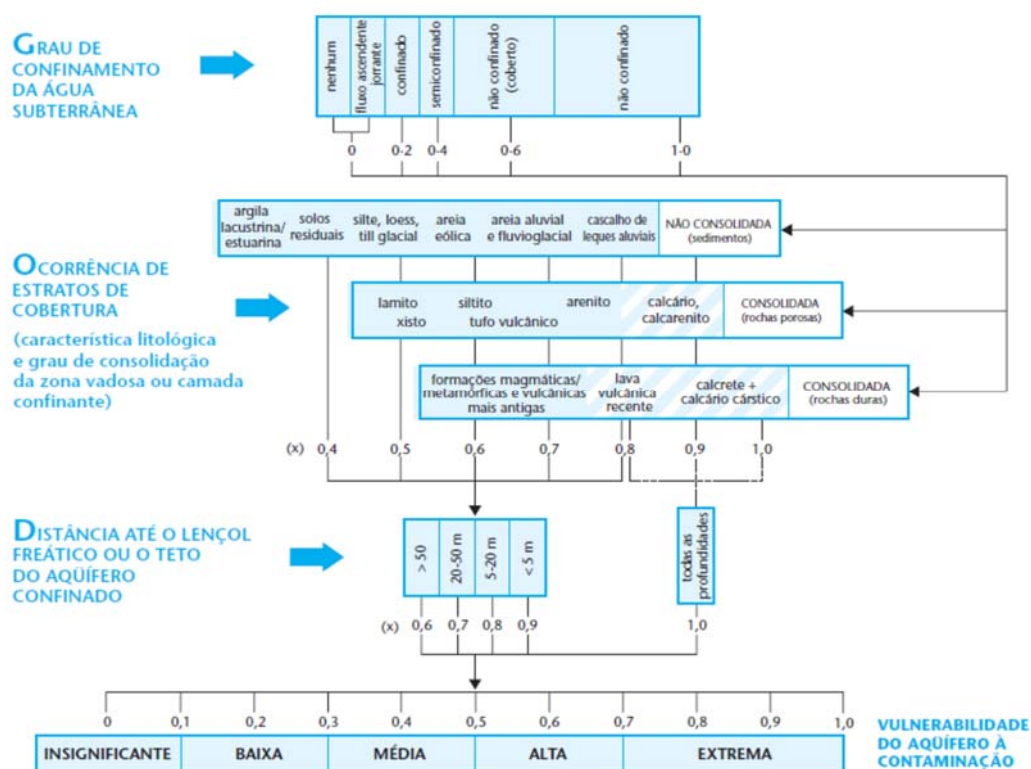 GRAU DE
CONFINAMENTO
DA ÁGUA
SUBTERRÂNEA
nenhum
fluxo ascendente
jorrante
confinado
semiconfinado
não confinado
(coberto)
não confinado
0 0-2 0-4 0-6 1-0
argila
lacustrina/
estuarina
solos
residuais
silte, loess,
till glacial
areia
eólica
areia aluvial
e fluvioglacial
cascalho de
leques aluviais
NÃO CONSOLIDADA
(sedimentos)
OCORRÊNCIA DE
ESTRATOS DE
COBERTURA
(característica litológica
e grau de consolidação
da zona vadosa ou camada
confinante)
lamito siltito arenito calcário,
xisto tufo vulcânico calcarenito
CONSOLIDADA
(rochas porosas)
formações magmáticas/
metamórficas e vulcânicas
mais antigas
lava
vulcânica
recente
calcrete +
calcário cárstico
CONSOLIDADA
(rochas duras)
(x) 0,4 0,5 0,6 0,7 0,8 0,9 1,0
DISTÂNCIA ATÉ O LENÇOL
FREÁTICO OU O TETO
DO AQÜÍFERO
CONFINADO
> 50
20-50 m
5-20 m
< 5 m
todas as
profundidades
(x) 0,6 0,7 0,8 0,9 1,0
0 0,1 0,2 0,3 0,4 0,5 0,6 0,7 0,8 0,9 1,0
INSIGNIFICANTE BAIXA MÉDIA ALTA EXTREMA
VULNERABILIDADE
DO AQÜÍFERO À
CONTAMINAÇÃO